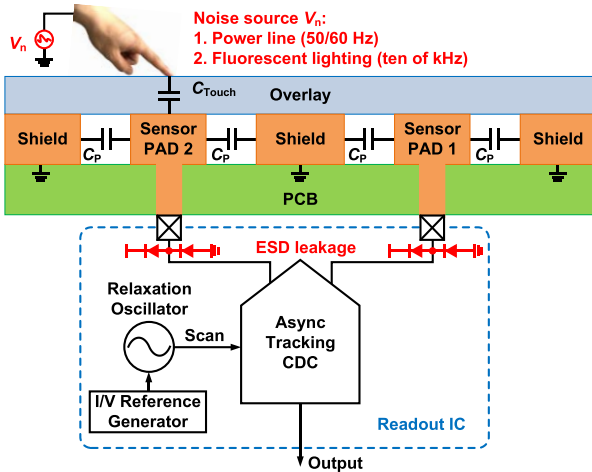 Noise source Vn:
Vn
1. Power line (50/60 Hz)
2. Fluorescent lighting (ten of kHz)
CTouch
Overlay
Shield
CP
Sensor
PAD 2
CP
Shield
CP
Sensor
PAD 1
CP
Shield
PCB
ESD leakage
Relaxation
Oscillator
Scan
Async
Tracking
CDC
I/V Reference
Generator
Readout IC
Output